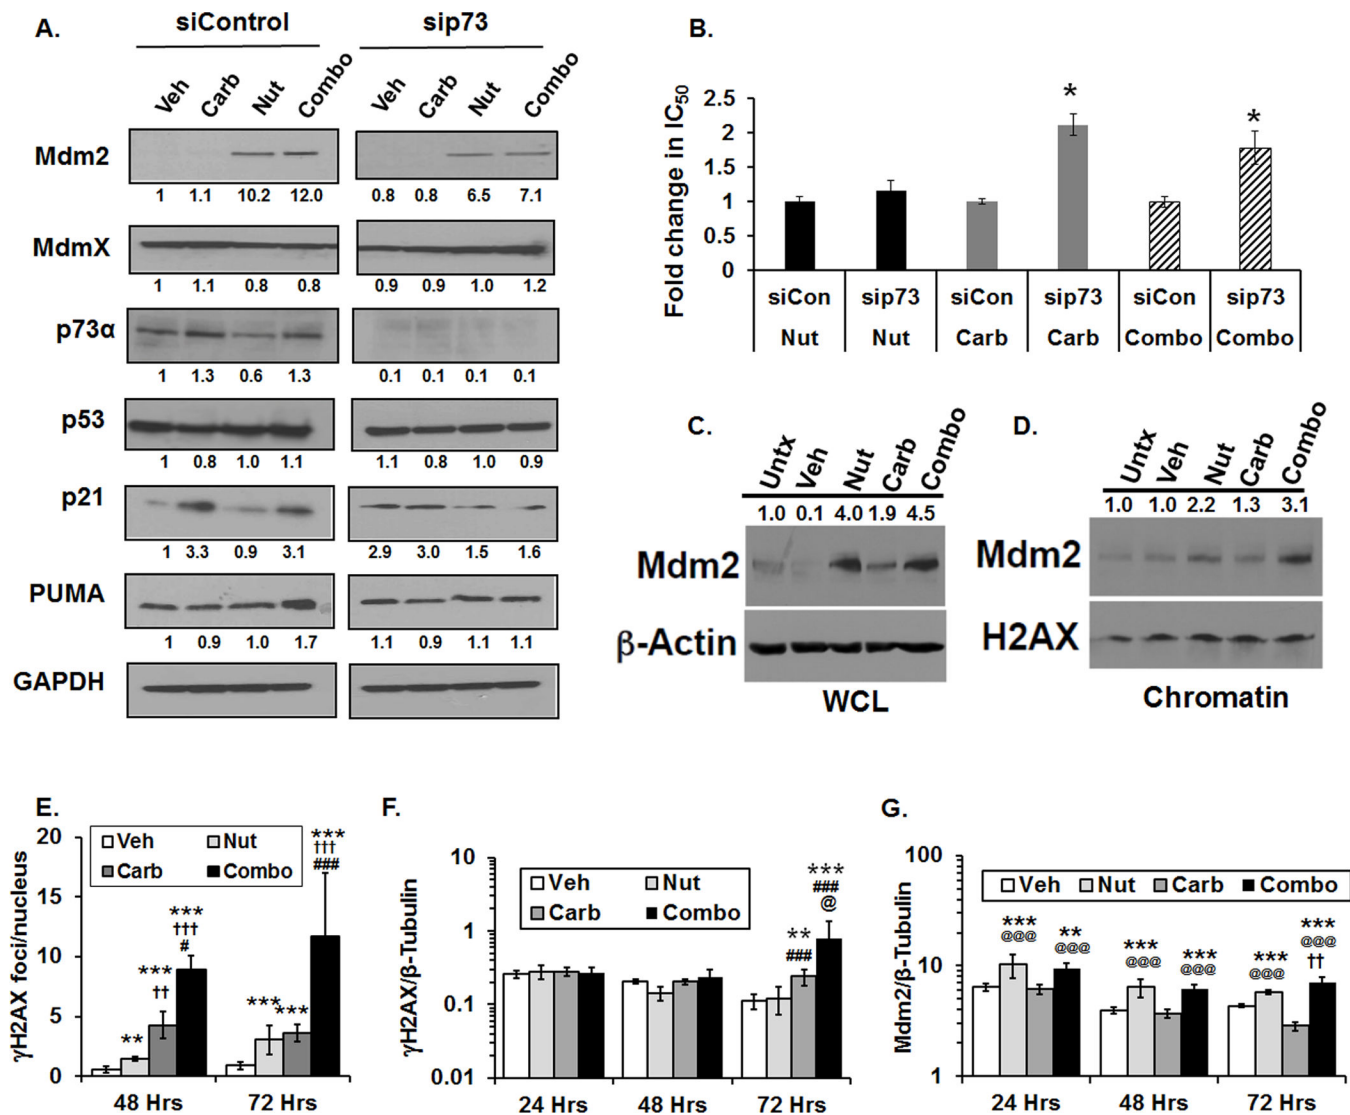 A.
siControl
sip73
Veh Carb Nut Combo
Veh Carb Nut Combo
Mdm2
1 1.1 10.2 12.0 0.8 0.8 6.5 7.1
MdmX
1 1.1 0.8 0.8 0.9 0.9 1.0 1.2
p73α
1 1.3 0.6 1.3 0.1 0.1 0.1 0.1
p53
1 0.8 1.0 1.1 1.1 0.8 1.0 0.9
p21
1 3.3 0.9 3.1 2.9 3.0 1.5 1.6
PUMA
1 0.9 1.0 1.7 1.1 0.9 1.1 1.1
GAPDH
B.
Fold change in IC50
2.5
2
1.5
1
0.5
0
* *
siCon sip73 siCon sip73 siCon sip73
Nut Nut Carb Carb Combo Combo
C.
Untx Veh Nut Carb Combo
1.0 0.1 4.0 1.9 4.5
Mdm2
β-Actin
WCL
D.
Untx Veh Nut Carb Combo
1.0 1.0 2.2 1.3 3.1
Mdm2
H2AX
Chromatin
E.
γH2AX foci/nucleus
20
15
10
5
0
Veh Nut
Carb Combo
**
***
††
***
†††
#
***
***
***
†††
###
48 Hrs 72 Hrs
F.
γH2AX/β-Tubulin
10
1
0.1
0.01
Veh Nut
Carb Combo
**
###
***
###
@
24 Hrs 48 Hrs 72 Hrs
G.
Mdm2/β-Tubulin
100
10
1
Veh Nut Carb Combo
***
@@@
**
@@@
***
@@@
***
@@@
***
@@@
***
@@@
††
24 Hrs 48 Hrs 72 Hrs